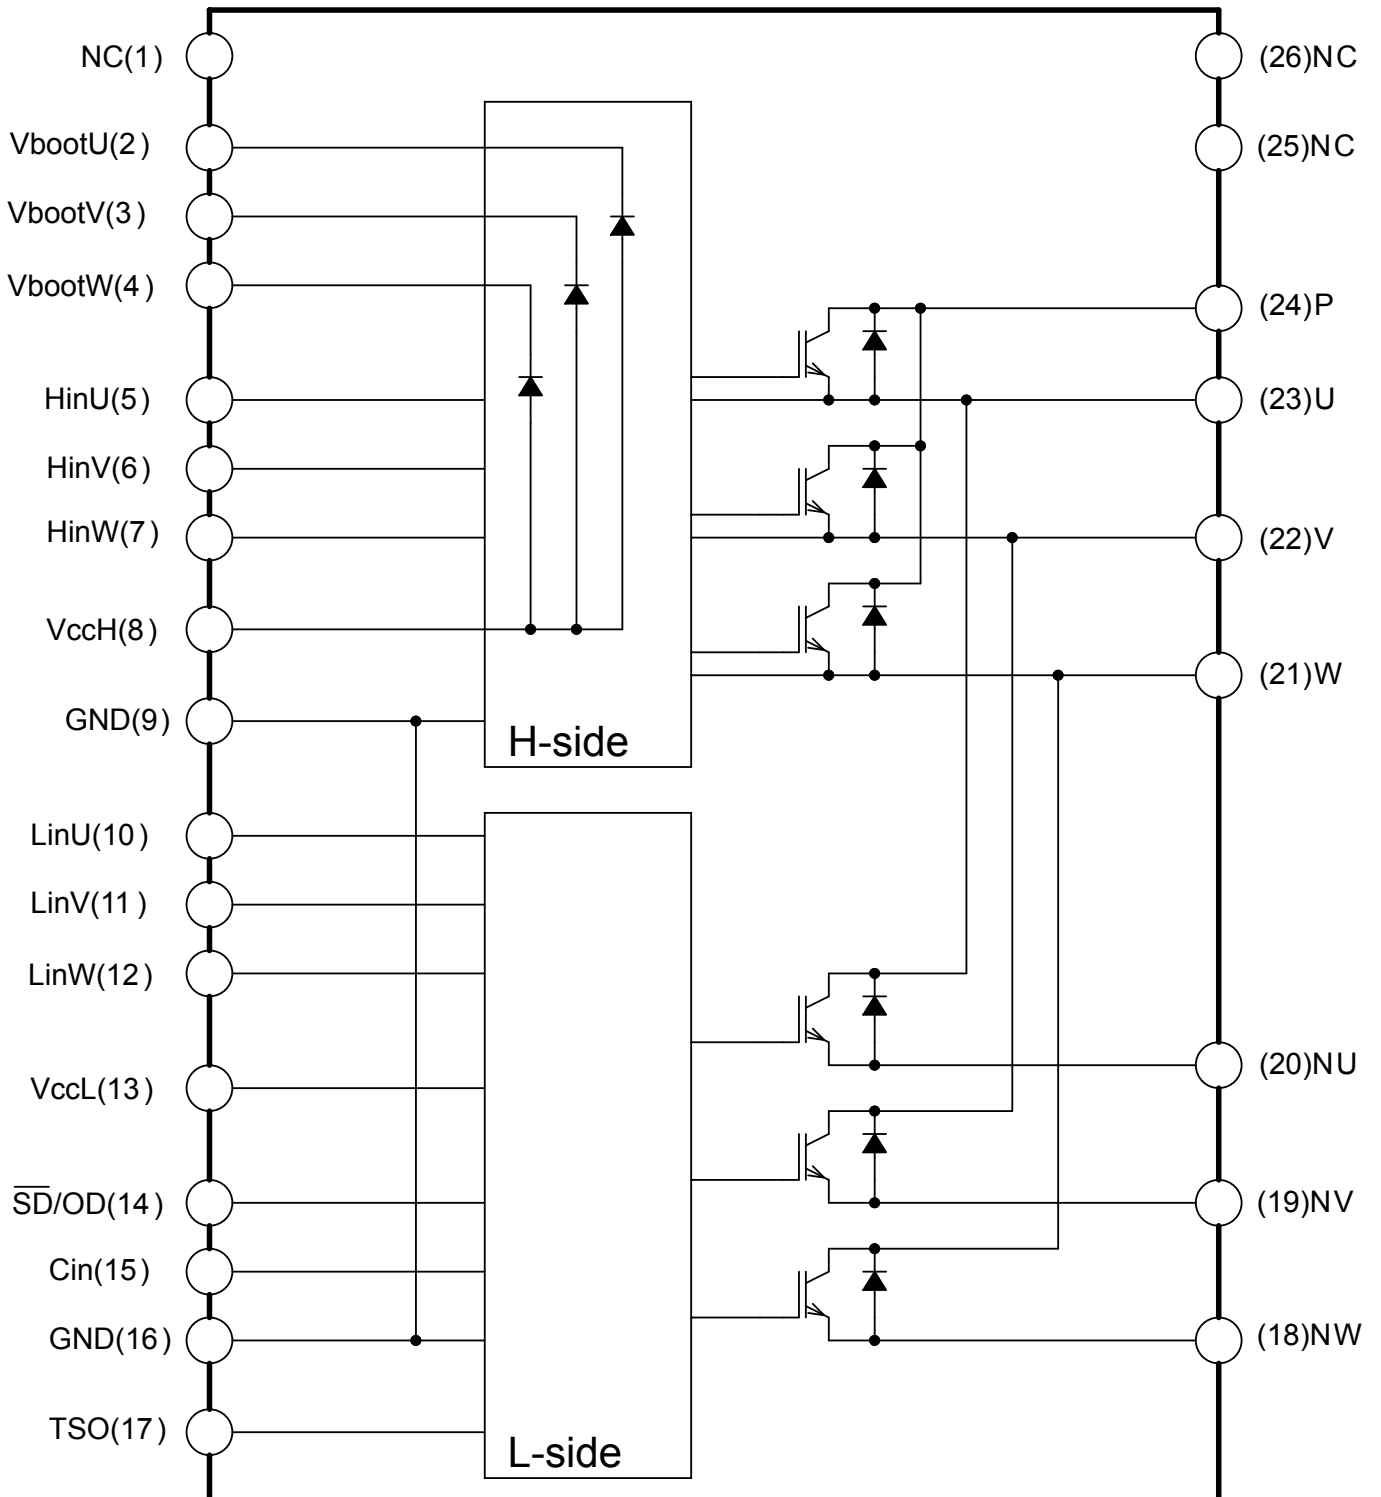 NC(1)
VbootU(2)
VbootV(3)
VbootW(4)
HinU(5)
HinV(6)
HinW(7)
VccH(8)
GND(9)
LinU(10)
LinV(11)
LinW(12)
VccL(13)
S̅D̅/OD(14)
Cin(15)
GND(16)
TSO(17)
H-side
L-side
(26)NC
(25)NC
(24)P
(23)U
(22)V
(21)W
(20)NU
(19)NV
(18)NW